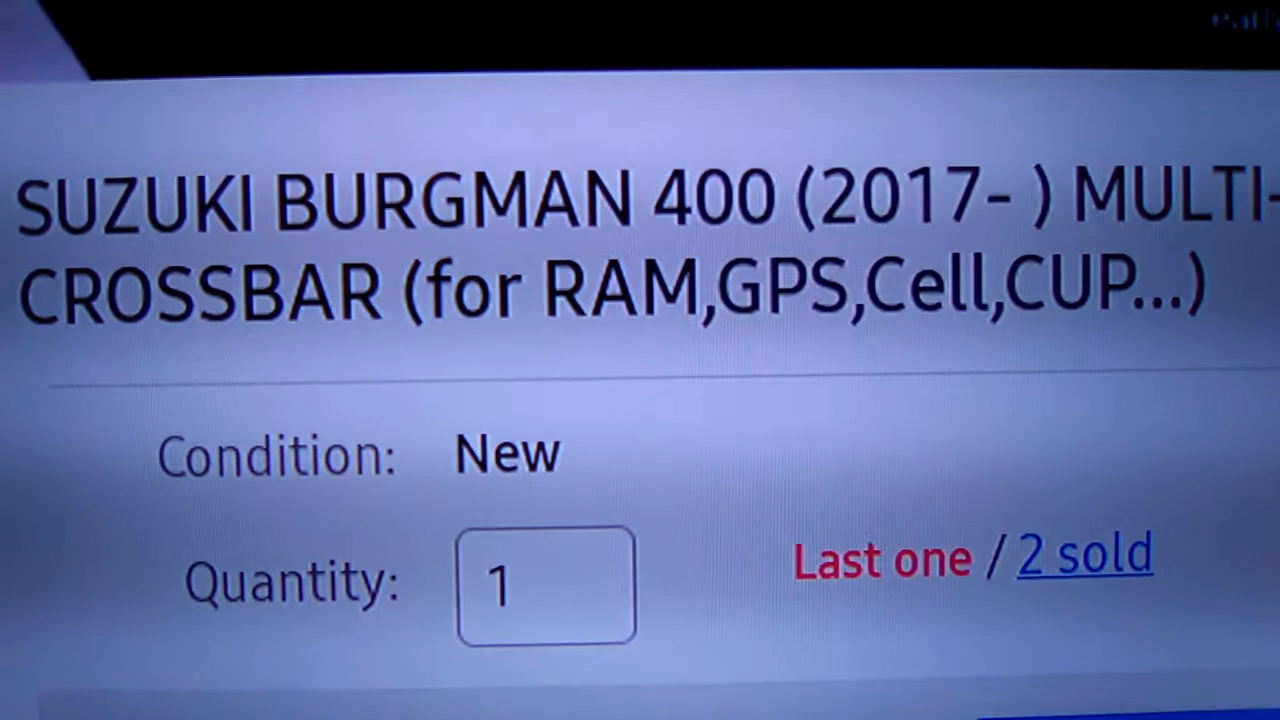 SUZUKI BURGMAN 400 (2017- ) MULTI-
CROSSBAR (for RAM,GPS,Cell,CUP...)
Condition: New
Quantity: 1 Last one / 2 sold